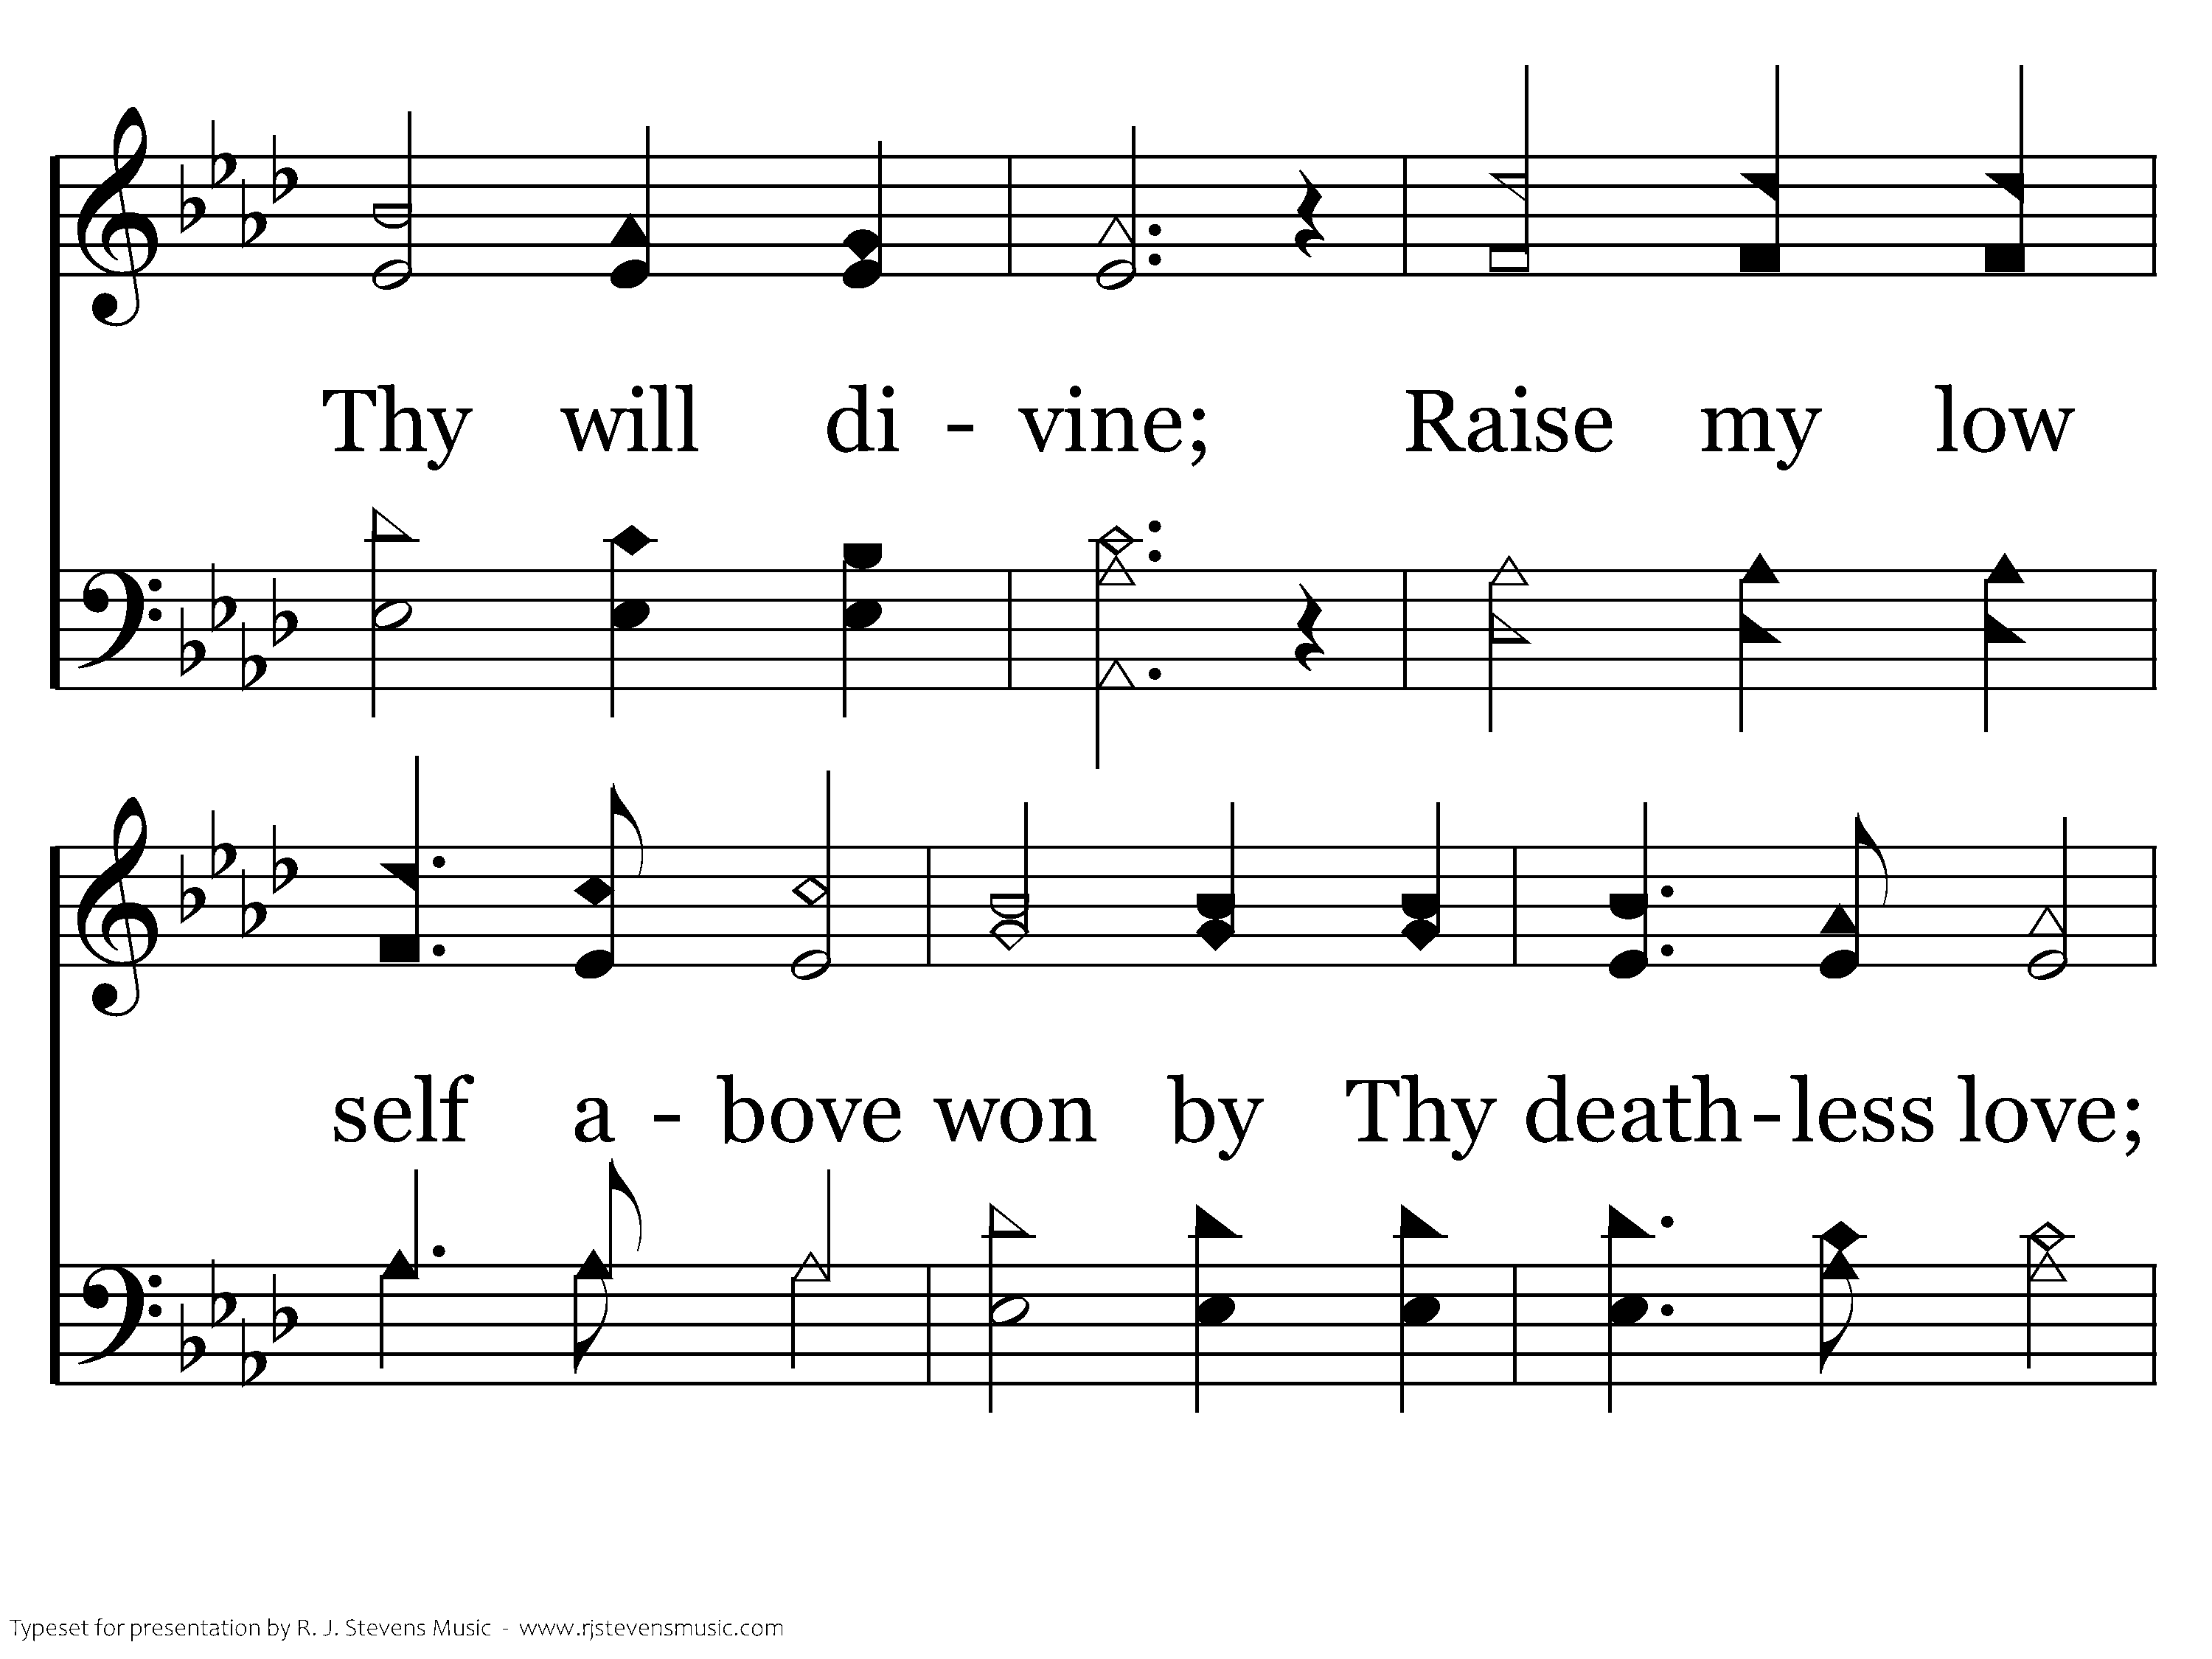 Thy will di - vine; Raise my low
self a - bove won by Thy death - less love;
Typeset for presentation by R. J. Stevens Music - www.rjstevensmusic.com